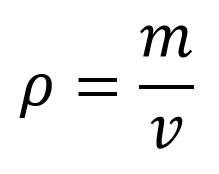 ρ = m/v